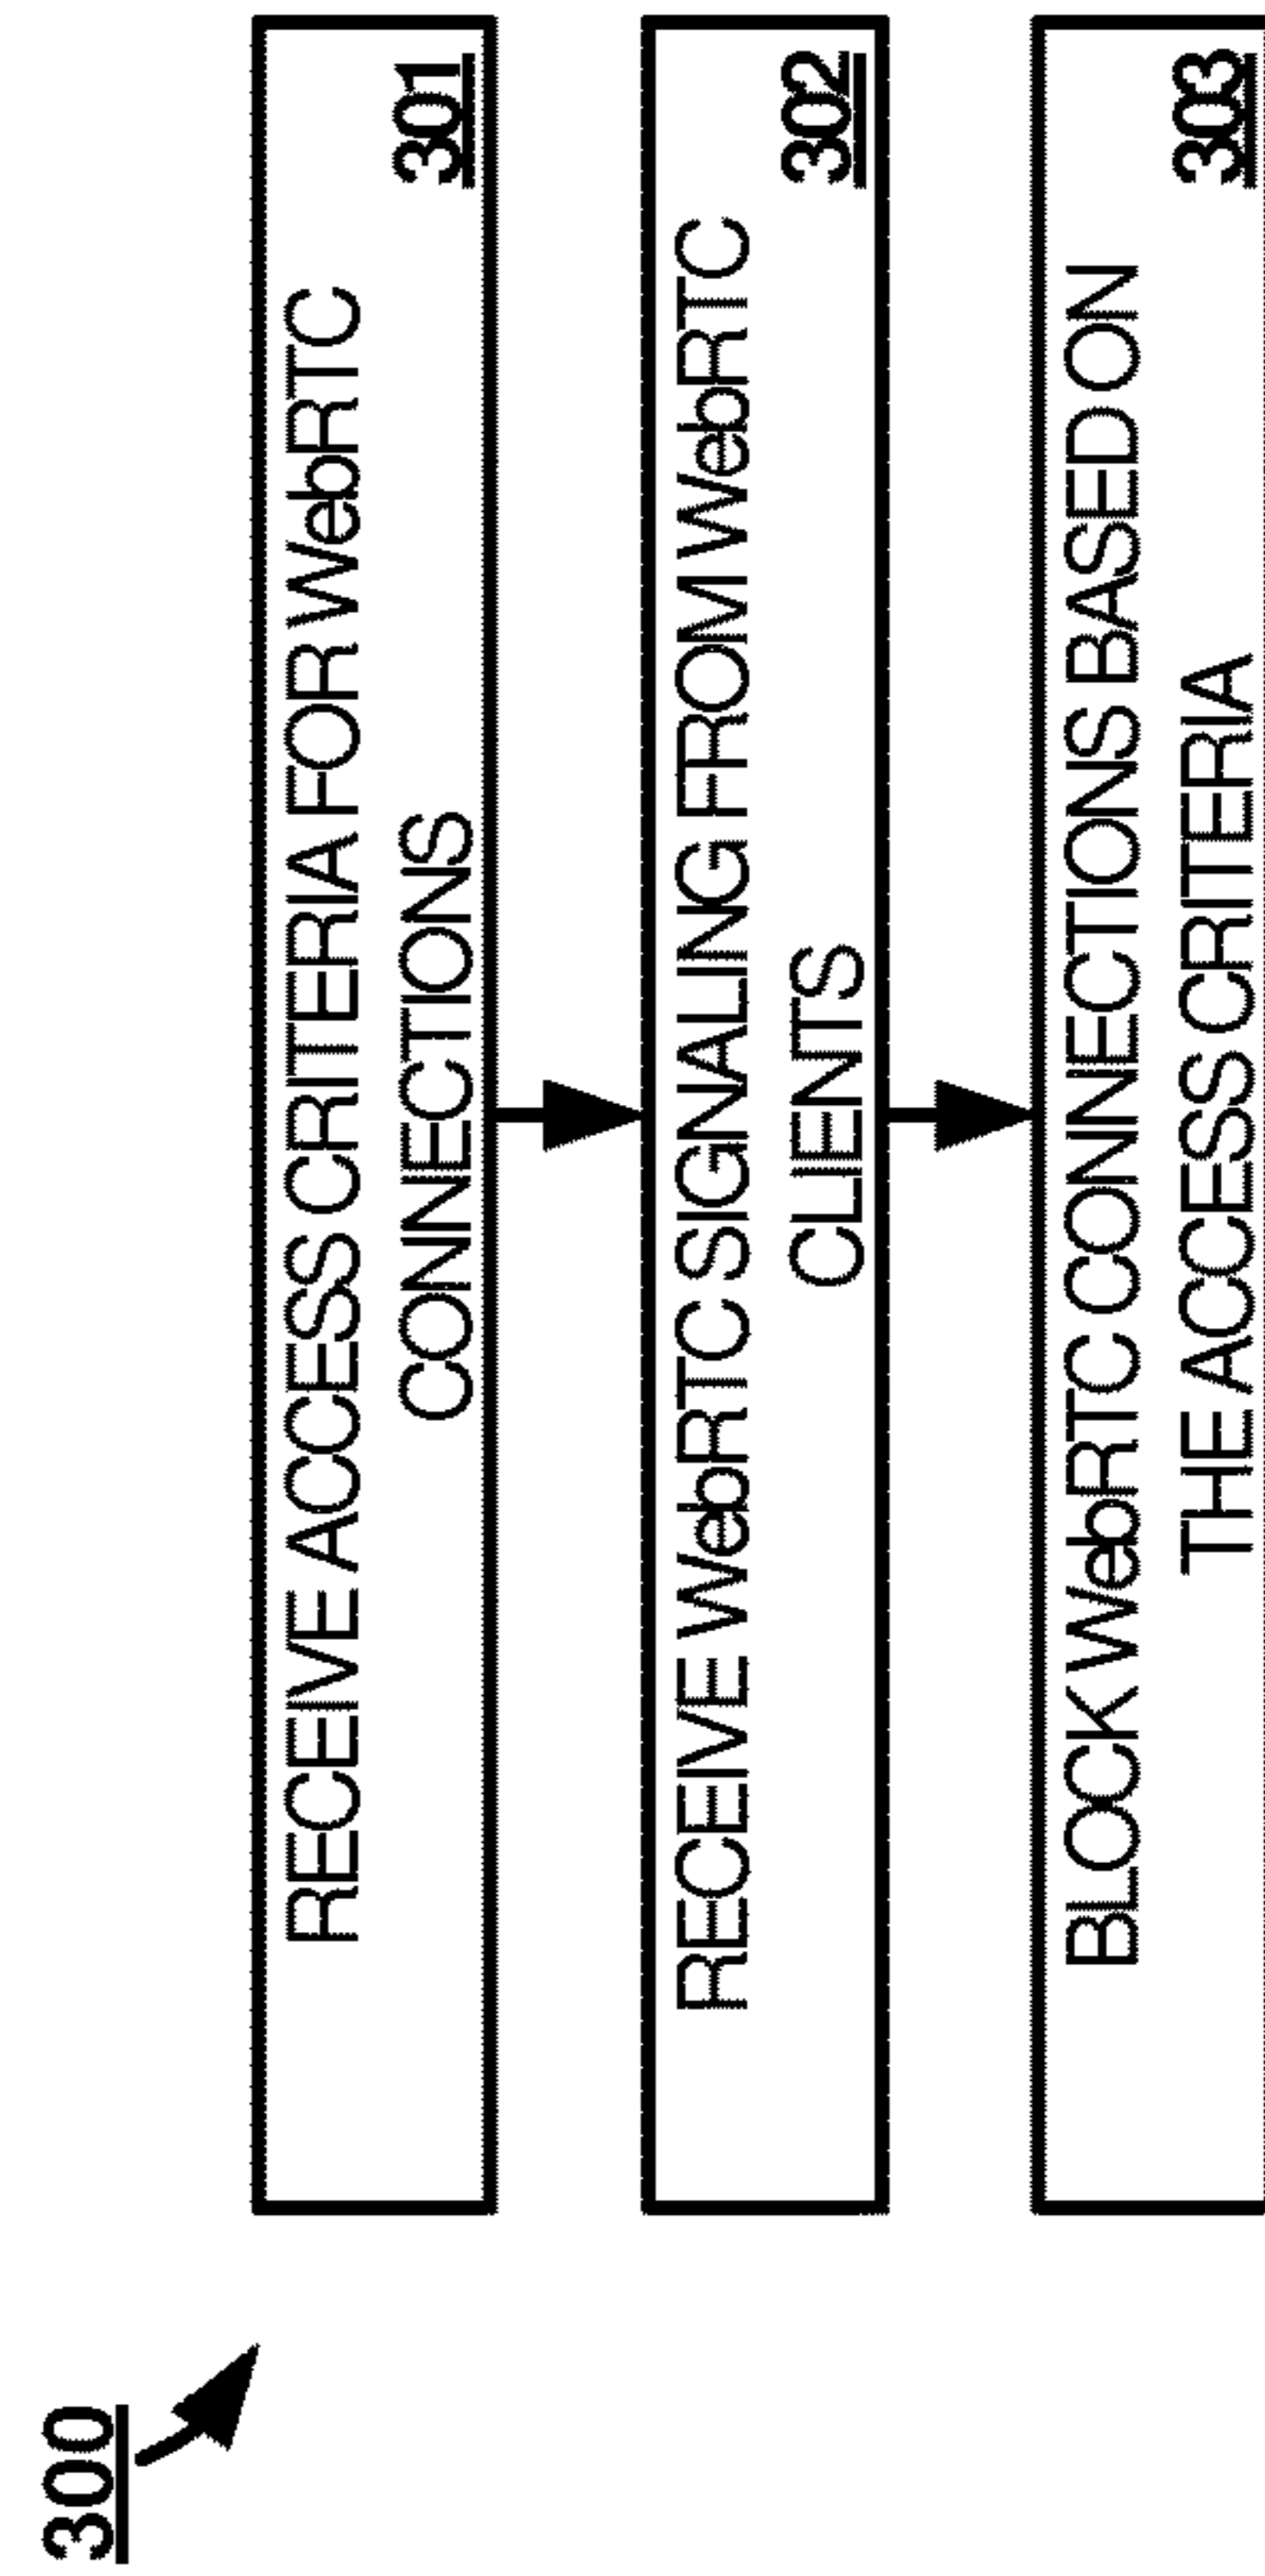 300
RECEIVE ACCESS CRITERIA FOR WebRTC
CONNECTIONS
301
RECEIVE WebRTC SIGNALING FROM WebRTC
CLIENTS
302
BLOCK WebRTC CONNECTIONS BASED ON
THE ACCESS CRITERIA
303